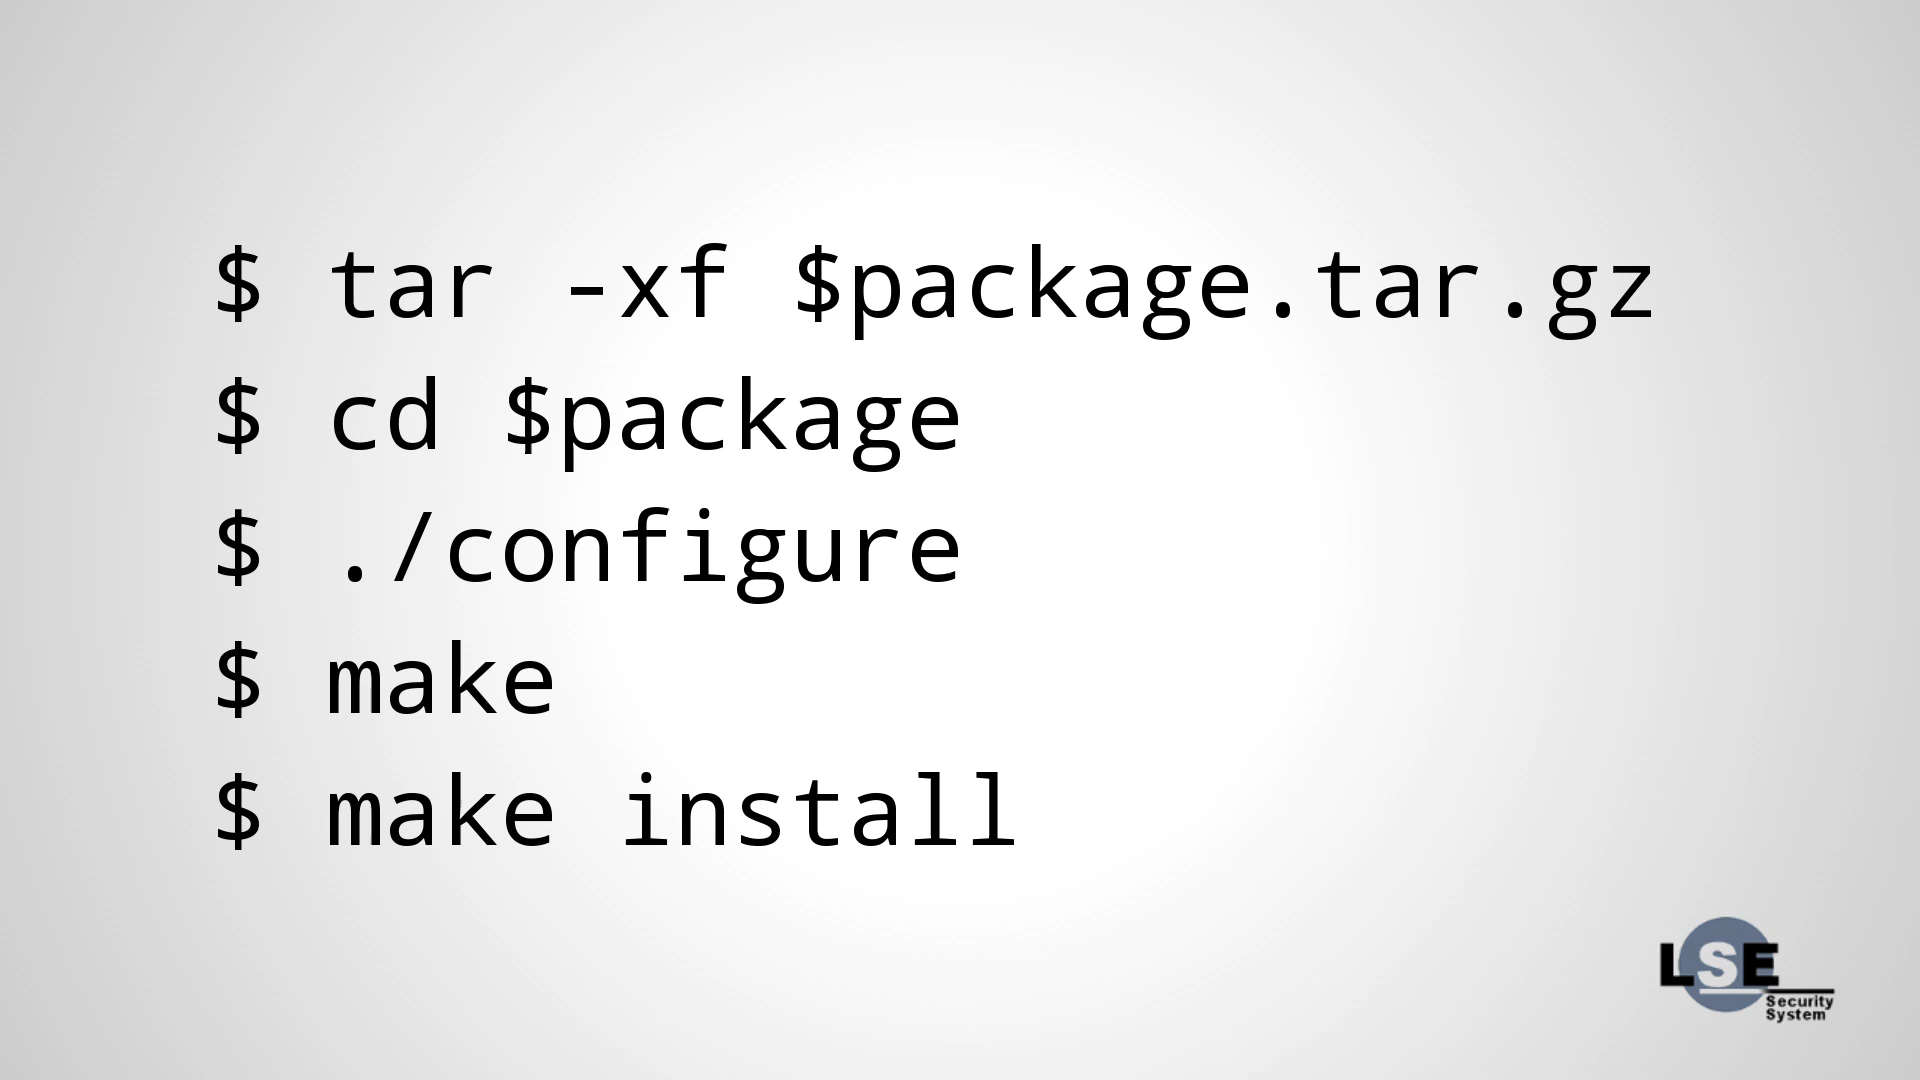 $ tar -xf $package.tar.gz
$ cd $package
$ ./configure
$ make
$ make install
LSE
Security
System